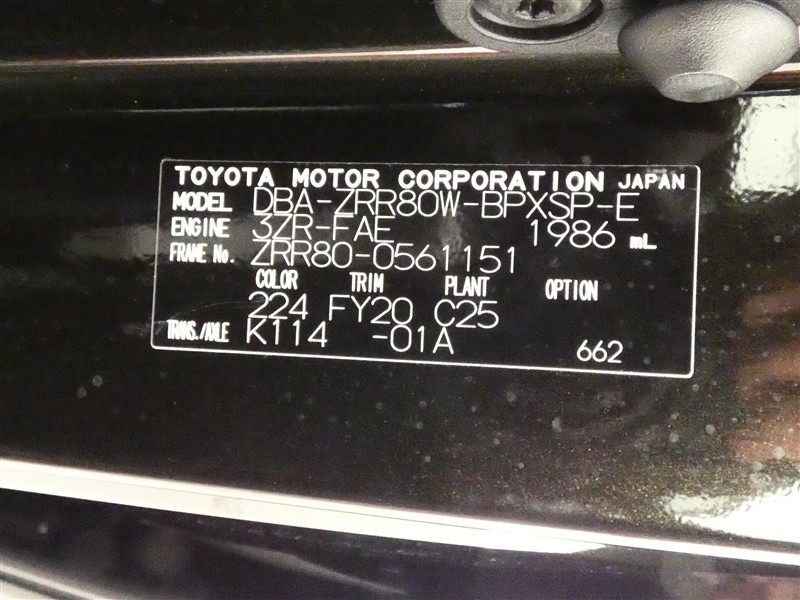 TOYOTA MOTOR CORPORATION JAPAN
MODEL DBA-ZRR80W-BPXSP-E
ENGINE 3ZR-FAE 1986 mL
FRAME No. ZRR80-0561151
COLOR TRIM PLANT OPTION
224 FY20 C25
TRANS./AXLE K114 -01A 662